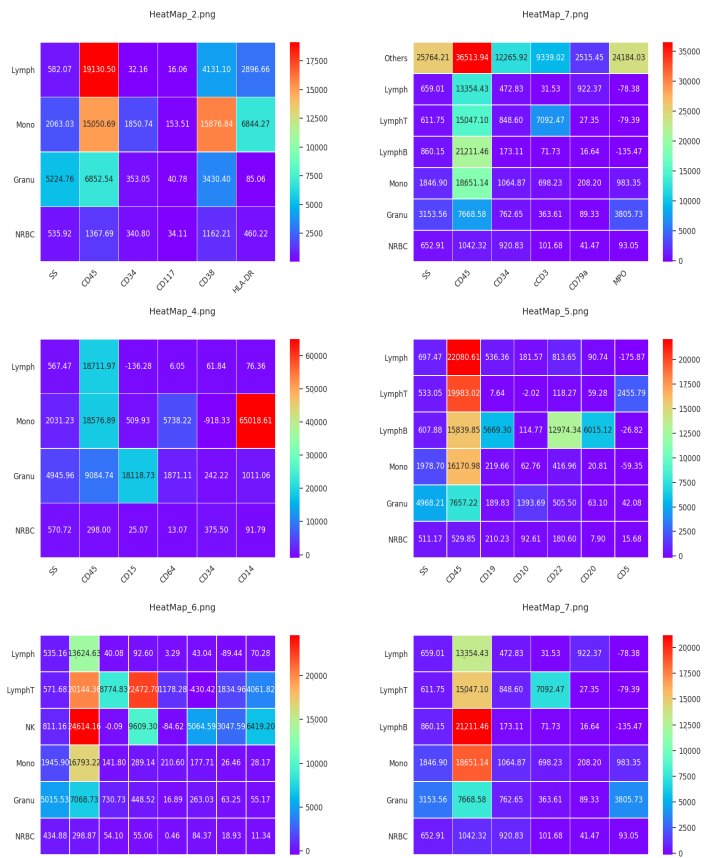 HeatMap_2.png
Lymph 582.07 19130.50 32.16 16.06 4131.10 2896.66
Mono 2063.03 15050.69 1850.74 153.51 15876.84 6844.27
Granu 5224.76 6852.54 353.05 40.78 3430.40 85.06
NRBC 535.92 1367.69 340.80 34.11 1162.21 460.22
SS CD45 CD34 CD117 CD38 HLA-DR
17500
15000
12500
10000
7500
5000
2500
HeatMap_7.png
Others 25764.21 36513.94 12265.92 9339.02 2515.45 24184.03
Lymph 659.01 13354.43 472.83 31.53 922.37 -78.38
LymphT 611.75 15047.10 848.60 7092.47 27.35 -79.39
LymphB 860.15 21211.46 173.11 71.73 16.64 -135.47
Mono 1846.90 18651.14 1064.87 698.23 208.20 983.35
Granu 3153.56 7668.58 762.65 363.61 89.33 3805.73
NRBC 652.91 1042.32 920.83 101.68 41.47 93.05
SS CD45 CD34 cCD3 CD79a MPO
35000
30000
25000
20000
15000
10000
5000
0
HeatMap_4.png
Lymph 567.47 18711.97 -136.28 6.05 61.84 76.36
Mono 2031.23 18576.89 509.93 5738.22 -918.33 65018.61
Granu 4945.96 9084.74 18118.73 1871.11 242.22 1011.06
NRBC 570.72 298.00 25.07 13.07 375.50 91.79
SS CD45 CD15 CD64 CD34 CD14
60000
50000
40000
30000
20000
10000
0
HeatMap_5.png
Lymph 697.47 22080.61 536.36 181.57 813.65 90.74 -175.87
LymphT 533.05 19983.02 7.64 -2.02 118.27 59.28 2455.79
LymphB 607.88 15839.85 5669.30 114.77 12974.34 6015.12 -26.82
Mono 1978.70 16170.98 219.66 62.76 416.96 20.81 -59.35
Granu 4968.21 7657.22 189.83 1393.69 505.50 63.10 42.08
NRBC 511.17 529.85 210.23 92.61 180.60 7.90 15.68
SS CD45 CD19 CD10 CD22 CD20 CD5
20000
17500
15000
12500
10000
7500
5000
2500
0
HeatMap_6.png
Lymph 535.16 13624.63 40.08 92.60 3.29 43.04 -89.44 70.28
LymphT 571.68 20144.30 8774.83 22472.70 1178.28 -430.42 1834.96 4061.82
NK 811.16 24614.16 -0.09 9609.30 -84.62 5064.59 3047.59 6419.20
Mono 1945.90 16793.22 141.80 289.14 210.60 177.71 26.46 28.17
Granu 5015.53 7068.73 730.73 448.52 16.89 263.03 63.25 55.17
NRBC 434.88 298.87 54.10 55.06 0.46 84.37 18.93 11.34
20000
15000
10000
5000
0
HeatMap_7.png
Lymph 659.01 13354.43 472.83 31.53 922.37 -78.38
LymphT 611.75 15047.10 848.60 7092.47 27.35 -79.39
LymphB 860.15 21211.46 173.11 71.73 16.64 -135.47
Mono 1846.90 18651.14 1064.87 698.23 208.20 983.35
Granu 3153.56 7668.58 762.65 363.61 89.33 3805.73
NRBC 652.91 1042.32 920.83 101.68 41.47 93.05
20000
17500
15000
12500
10000
7500
5000
2500
0